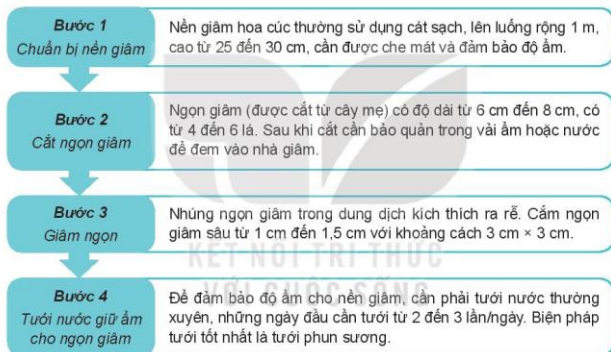 Bước 1
Chuẩn bị nền giâm
Nền giâm hoa cúc thường sử dụng cát sạch, lên luống rộng 1 m,
cao từ 25 đến 30 cm, cần được che mát và đảm bảo độ ẩm.
Bước 2
Cắt ngọn giâm
Ngọn giâm (được cắt từ cây mẹ) có độ dài từ 6 cm đến 8 cm, có
từ 4 đến 6 lá. Sau khi cắt cần bảo quản trong vải ẩm hoặc nước
để đem vào nhà giâm.
Bước 3
Giâm ngọn
Nhúng ngọn giâm trong dung dịch kích thích ra rễ. Cắm ngọn
giâm sâu từ 1 cm đến 1,5 cm với khoảng cách 3 cm × 3 cm.
KẾT NỐI TRI THỨC
VỚI CUỘC SỐNG
Bước 4
Tưới nước giữ ẩm
cho ngọn giâm
Để đảm bảo độ ẩm cho nền giâm, cần phải tưới nước thường
xuyên, những ngày đầu cần tưới từ 2 đến 3 lần/ngày. Biện pháp
tưới tốt nhất là tưới phun sương.